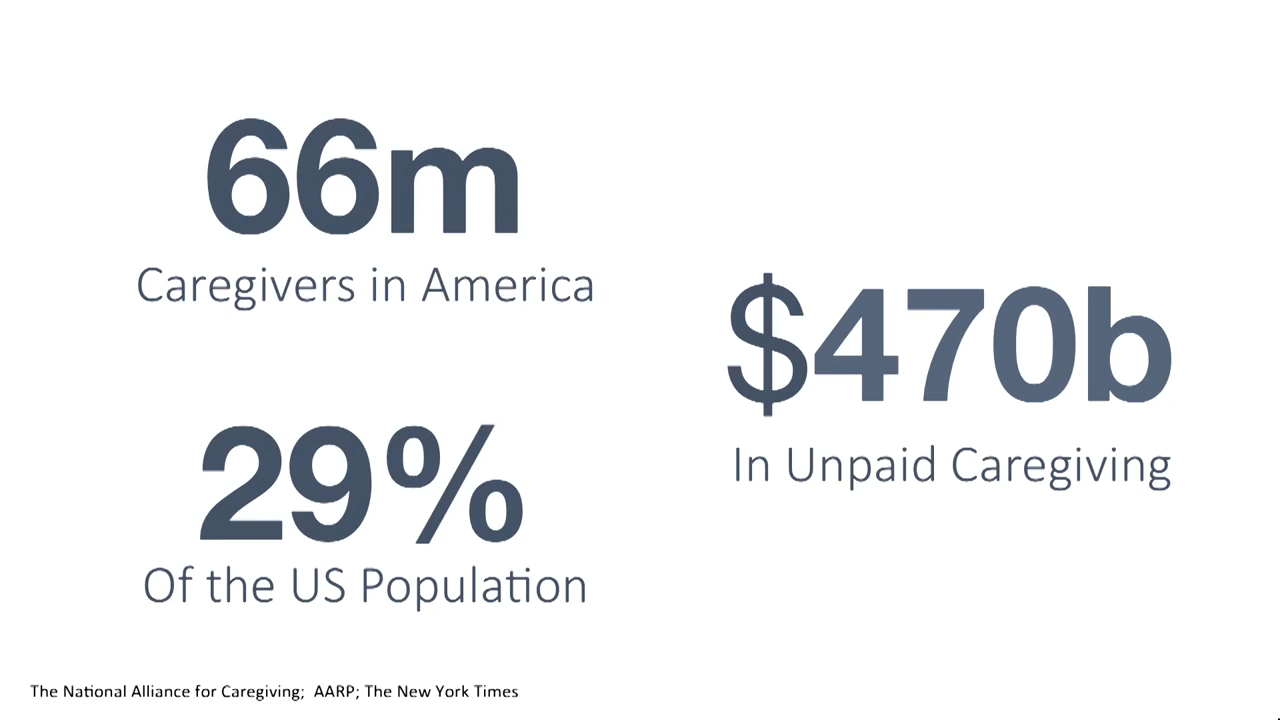 66m
Caregivers in America
29%
Of the US Population
$470b
In Unpaid Caregiving
The National Alliance for Caregiving;  AARP; The New York Times